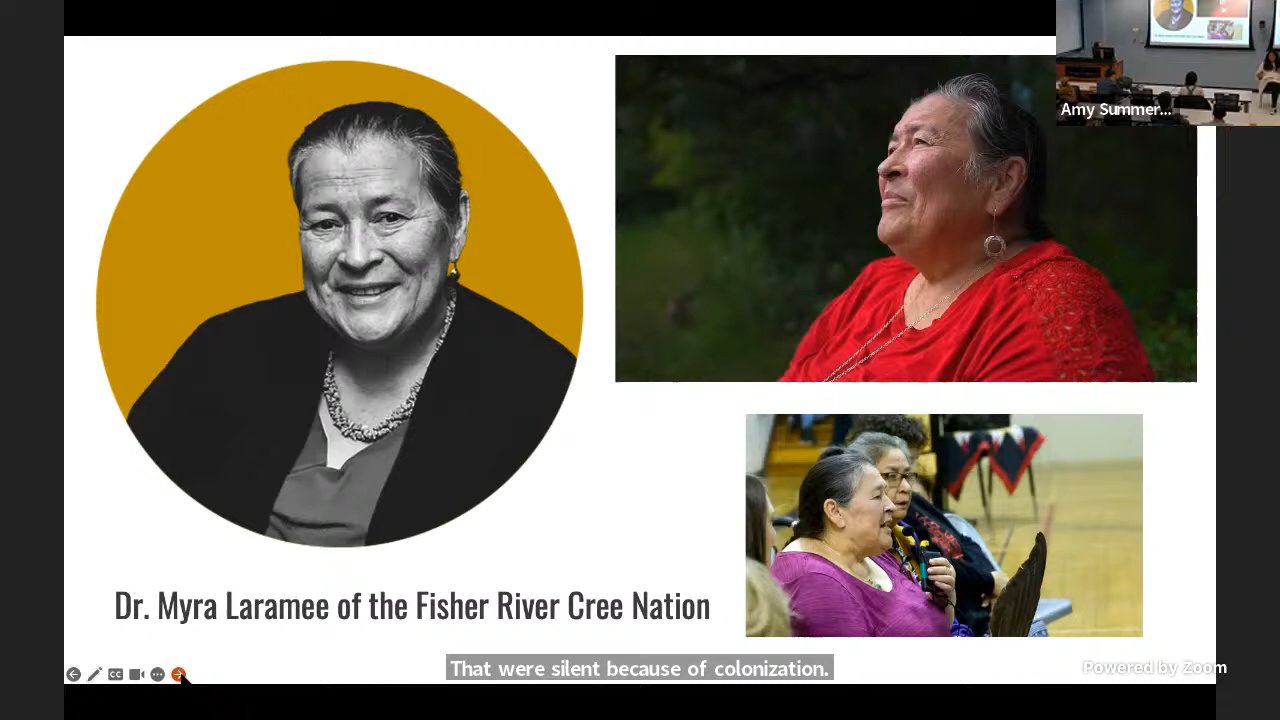 Amy Summer...
Dr. Myra Laramee of the Fisher River Cree Nation
CC
That were silent because of colonization.
Powered by Zoom